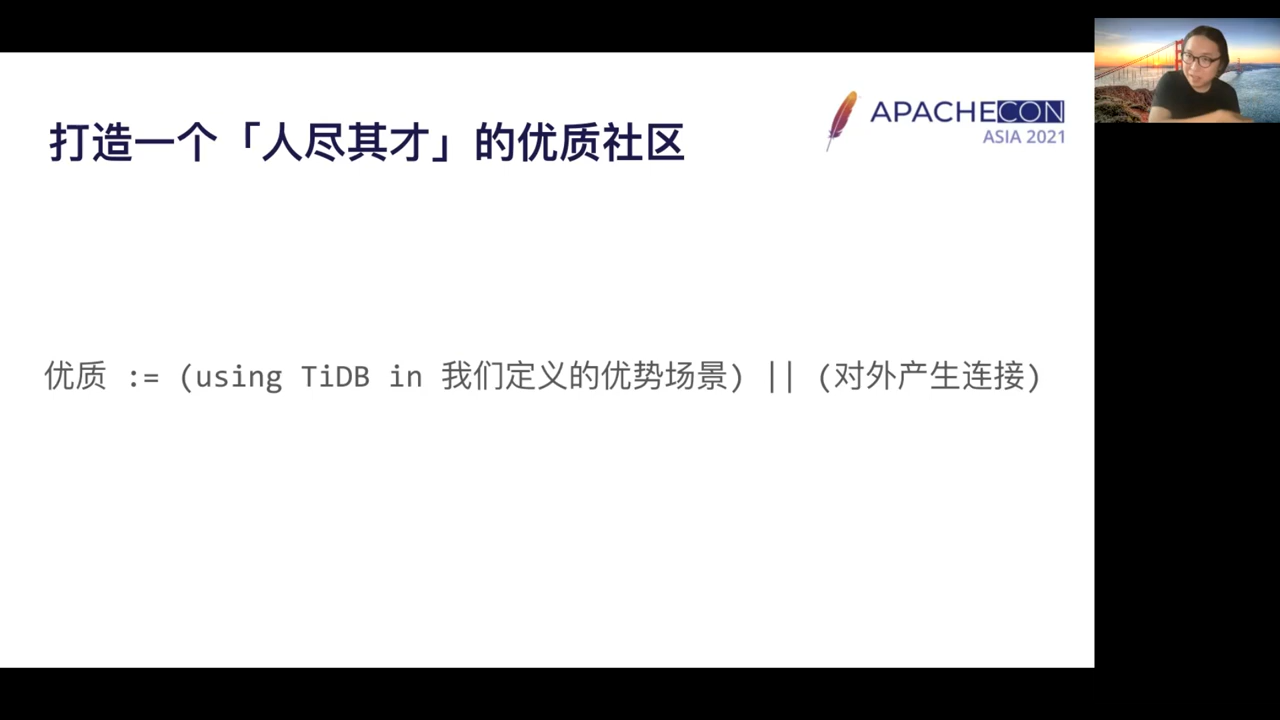 打造一个「人尽其才」的优质社区
APACHECON
ASIA 2021
优质 := (using TiDB in 我们定义的优势场景) || (对外产生连接)